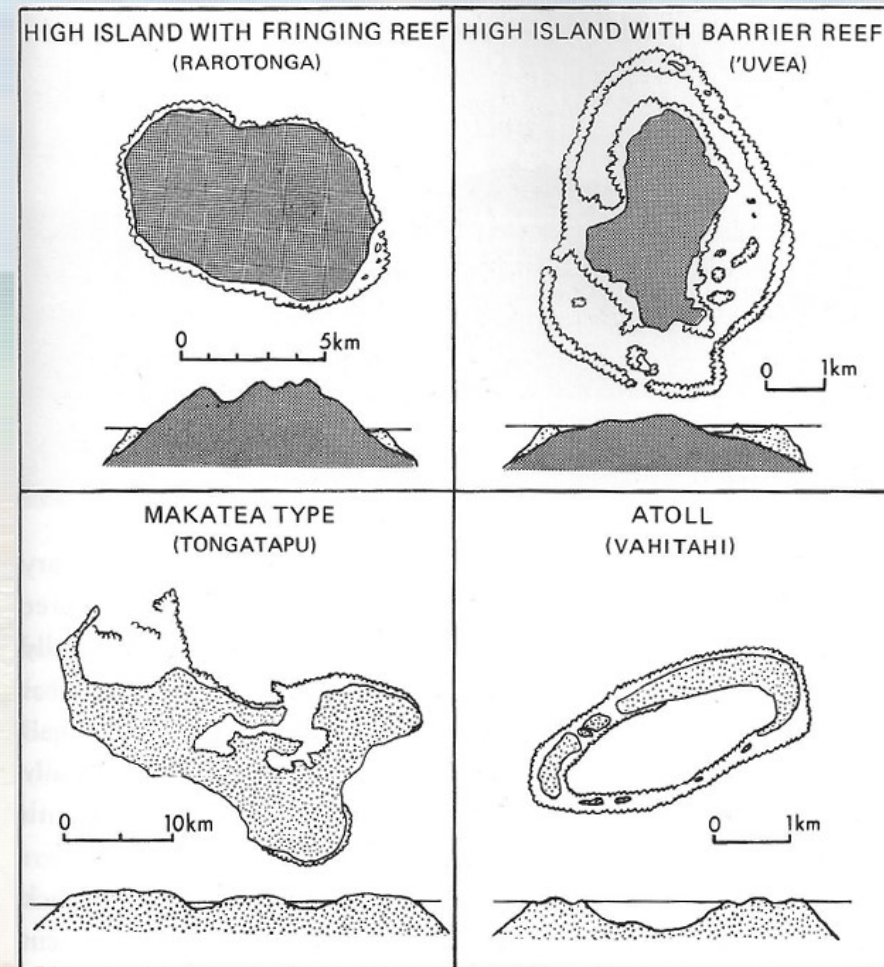 HIGH ISLAND WITH FRINGING REEF
(RAROTONGA)
0 5km
HIGH ISLAND WITH BARRIER REEF
('UVEA)
0 1km
MAKATEA TYPE
(TONGATAPU)
0 10km
ATOLL
(VAHITAHI)
0 1km